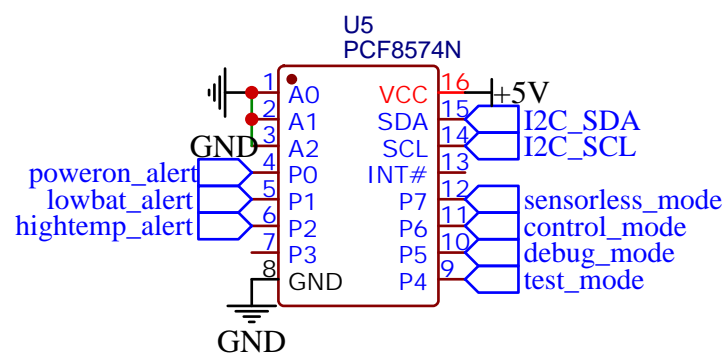 U5
PCF8574N
1 A0 VCC 16 +5V
2 A1 SDA 15 I2C_SDA
GND 3 A2 SCL 14 I2C_SCL
poweron_alert 4 P0 INT# 13
lowbat_alert 5 P1 P7 12 sensorless_mode
hightemp_alert 6 P2 P6 11 control_mode
7 P3 P5 10 debug_mode
8 GND P4 9 test_mode
GND